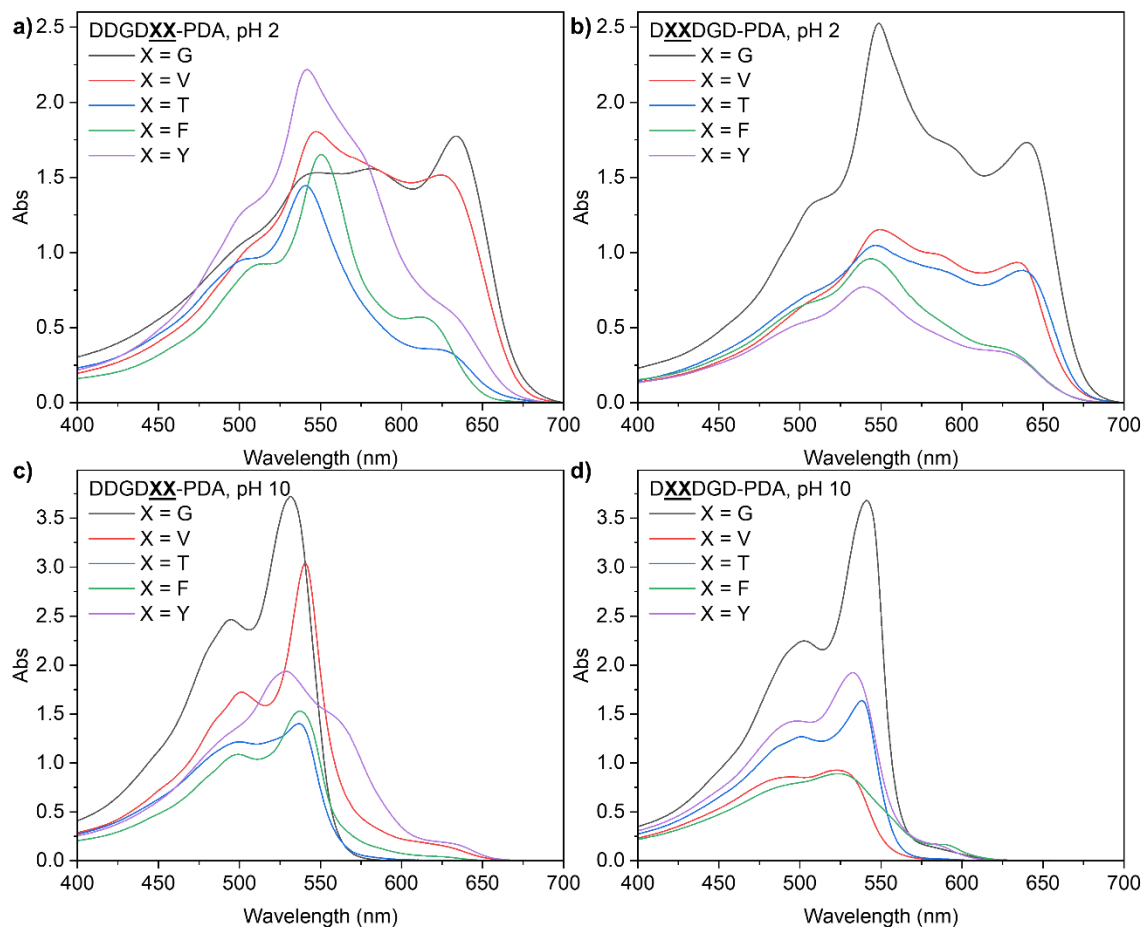 a)
DDGDXX-PDA, pH 2
X = G
X = V
X = T
X = F
X = Y
2.5
2.0
1.5
1.0
0.5
0.0
Abs
400 450 500 550 600 650 700
Wavelength (nm)
b)
DXXDGD-PDA, pH 2
X = G
X = V
X = T
X = F
X = Y
2.5
2.0
1.5
1.0
0.5
0.0
Abs
400 450 500 550 600 650 700
Wavelength (nm)
c)
DDGDXX-PDA, pH 10
X = G
X = V
X = T
X = F
X = Y
3.5
3.0
2.5
2.0
1.5
1.0
0.5
0.0
Abs
400 450 500 550 600 650 700
Wavelength (nm)
d)
DXXDGD-PDA, pH 10
X = G
X = V
X = T
X = F
X = Y
3.5
3.0
2.5
2.0
1.5
1.0
0.5
0.0
Abs
400 450 500 550 600 650 700
Wavelength (nm)